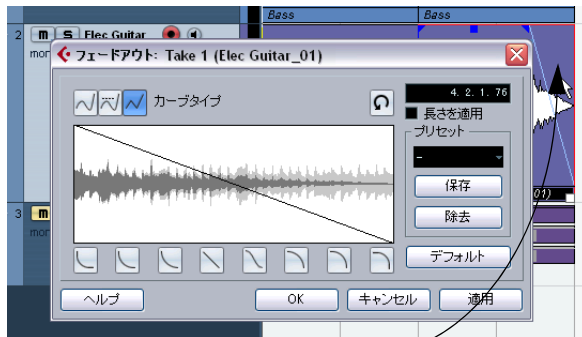 Bass Bass
2 m S Elec Guitar
mor
フェードアウト: Take 1 (Elec Guitar_01)
カーブタイプ
4. 2. 1. 76
長さを適用
プリセット
-
保存
除去
デフォルト
01)
3 m
mor
ヘルプ OK キャンセル 適用